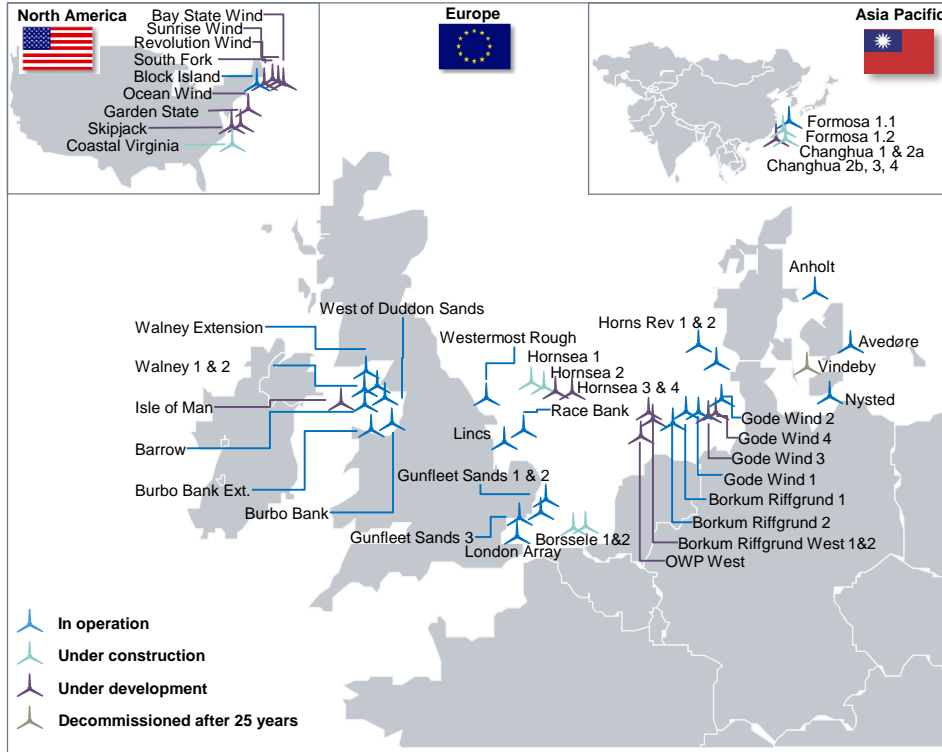 North America
Bay State Wind
Sunrise Wind
Revolution Wind
South Fork
Block Island
Ocean Wind
Garden State
Skipjack
Coastal Virginia
Europe
Asia Pacific
Formosa 1.1
Formosa 1.2
Changhua 1 & 2a
Changhua 2b, 3, 4
West of Duddon Sands
Walney Extension
Walney 1 & 2
Isle of Man
Barrow
Burbo Bank Ext.
Burbo Bank
Westermost Rough
Hornsea 1
Hornsea 2
Hornsea 3 & 4
Race Bank
Lincs
Gunfleet Sands 1 & 2
Gunfleet Sands 3
London Array
Borssele 1&2
Anholt
Horns Rev 1 & 2
Avedøre
Vindeby
Nysted
Gode Wind 2
Gode Wind 4
Gode Wind 3
Gode Wind 1
Borkum Riffgrund 1
Borkum Riffgrund 2
Borkum Riffgrund West 1&2
OWP West
In operation
Under construction
Under development
Decommissioned after 25 years